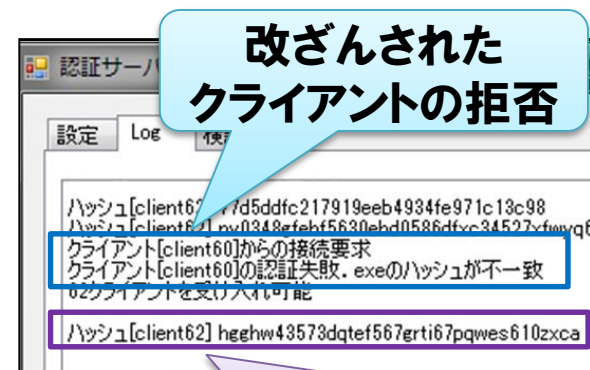 改ざんされた
クライアントの拒否
認証サーバ
設定 Log 検
ハッシュ[client62] 77d5ddfc217919eeb4934fe971c13c98
クライアント[client60]からの接続要求
クライアント[client60]の認証失敗. exeのハッシュが不一致
62クライアントを受け入れ可能
ハッシュ[client62] hgghw43573dqtef567grti67pqwes610zxca